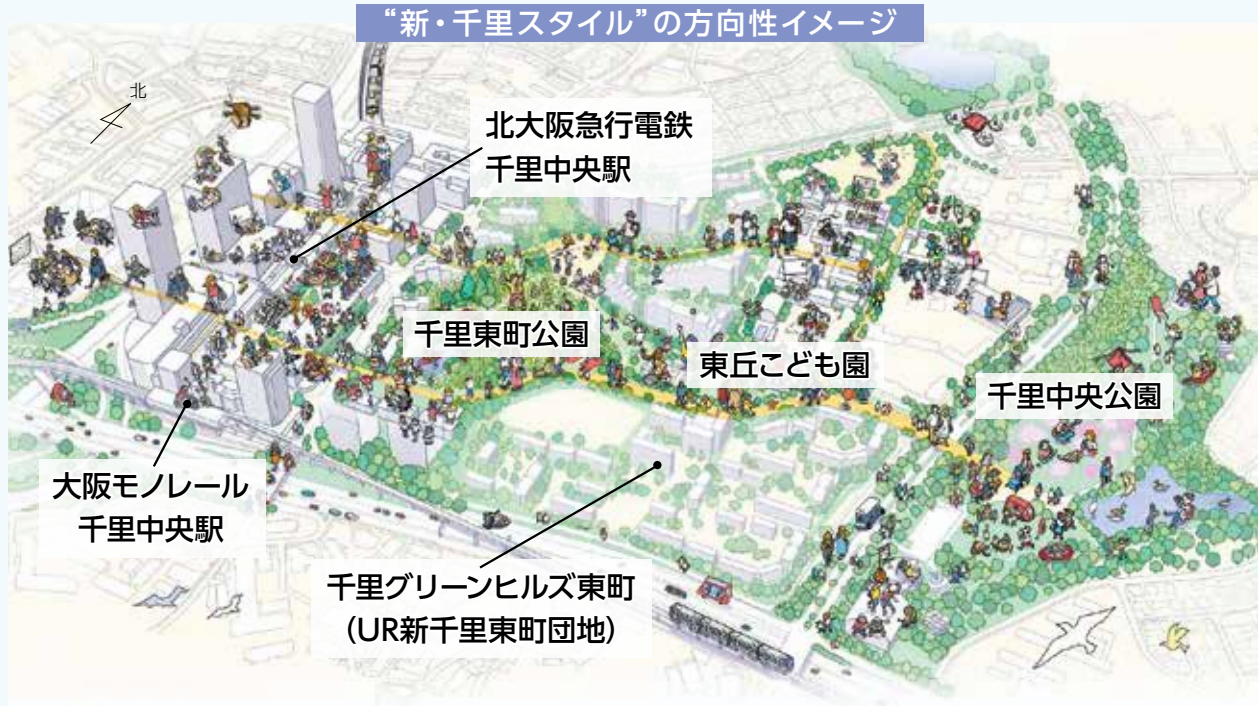 “新・千里スタイル”の方向性イメージ
北
北大阪急行電鉄
千里中央駅
千里東町公園
東丘こども園
千里中央公園
大阪モノレール
千里中央駅
千里グリーンヒルズ東町
(UR新千里東町団地)